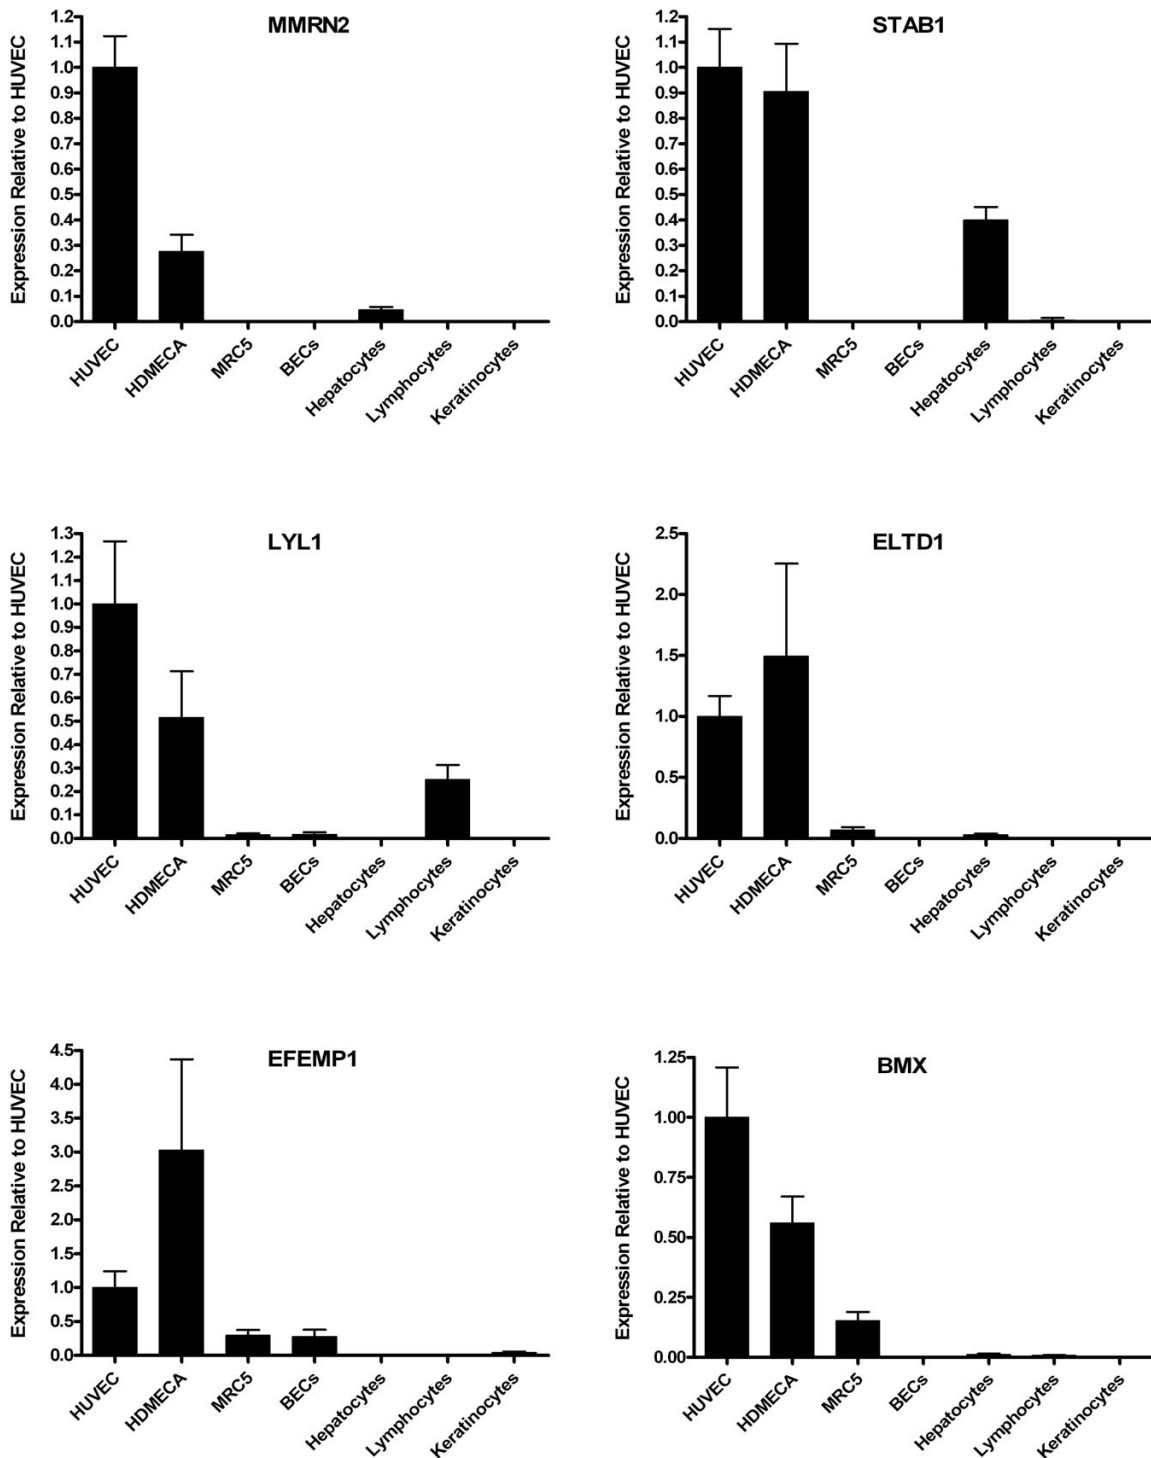 MMRN2
Expression Relative to HUVEC
1.2
1.1
1.0
0.9
0.8
0.7
0.6
0.5
0.4
0.3
0.2
0.1
0.0
HUVEC
HDMECA
MRC5
BECs
Hepatocytes
Lymphocytes
Keratinocytes
STAB1
Expression Relative to HUVEC
1.2
1.1
1.0
0.9
0.8
0.7
0.6
0.5
0.4
0.3
0.2
0.1
0.0
HUVEC
HDMECA
MRC5
BECs
Hepatocytes
Lymphocytes
Keratinocytes
LYL1
Expression Relative to HUVEC
1.3
1.2
1.1
1.0
0.9
0.8
0.7
0.6
0.5
0.4
0.3
0.2
0.1
0.0
HUVEC
HDMECA
MRC5
BECs
Hepatocytes
Lymphocytes
Keratinocytes
ELTD1
Expression Relative to HUVEC
2.5
2.0
1.5
1.0
0.5
0.0
HUVEC
HDMECA
MRC5
BECs
Hepatocytes
Lymphocytes
Keratinocytes
EFEMP1
Expression Relative to HUVEC
4.5
4.0
3.5
3.0
2.5
2.0
1.5
1.0
0.5
0.0
HUVEC
HDMECA
MRC5
BECs
Hepatocytes
Lymphocytes
Keratinocytes
BMX
Expression Relative to HUVEC
1.25
1.00
0.75
0.50
0.25
0.00
HUVEC
HDMECA
MRC5
BECs
Hepatocytes
Lymphocytes
Keratinocytes